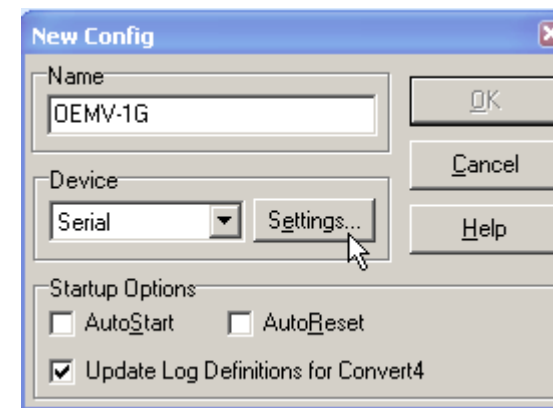 New Config
Name
OEMV-1G
OK
Cancel
Device
Serial
Settings...
Help
Startup Options
AutoStart
AutoReset
Update Log Definitions for Convert4